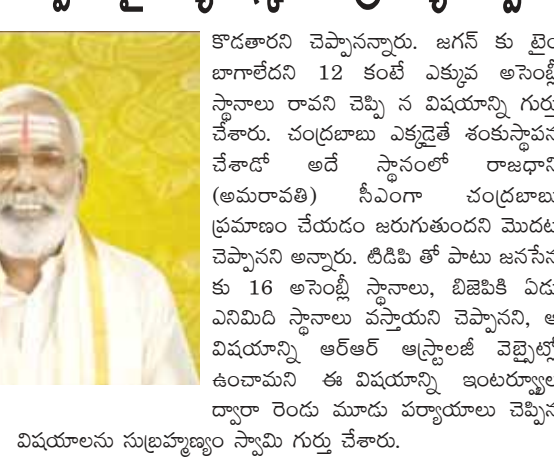 కొడతారని చెప్పానన్నారు. జగన్ కు టైం
బాగాలేదని 12 కంటే ఎక్కువ అసెంబ్లీ
స్థానాలు రావని చెప్పి న విషయాన్ని గుర్తు
చేశారు. చంద్రబాబు ఎక్కడైతే శంకుస్థాపన
చేశాడో అదే స్థానంలో రాజధాని
(అమరావతి) సీఎంగా చంద్రబాబు
ప్రమాణం చేయడం జరుగుతుందని మొదట
చెప్పానని అన్నారు. టిడిపి తో పాటు జనసేన
కు 16 అసెంబ్లీ స్థానాలు, బిజెపికి ఏడు
ఎనిమిది స్థానాలు వస్తాయని చెప్పానని, ఆ
విషయాన్ని ఆర్ఆర్ ఆస్ట్రాలజీ వెబ్సైట్లో
ఉంచామని ఈ విషయాన్ని ఇంటర్వ్యూల
ద్వారా రెండు మూడు పర్యాయాలు చెప్పిన
విషయాలను సుబ్రహ్మణ్యం స్వామి గుర్తు చేశారు.